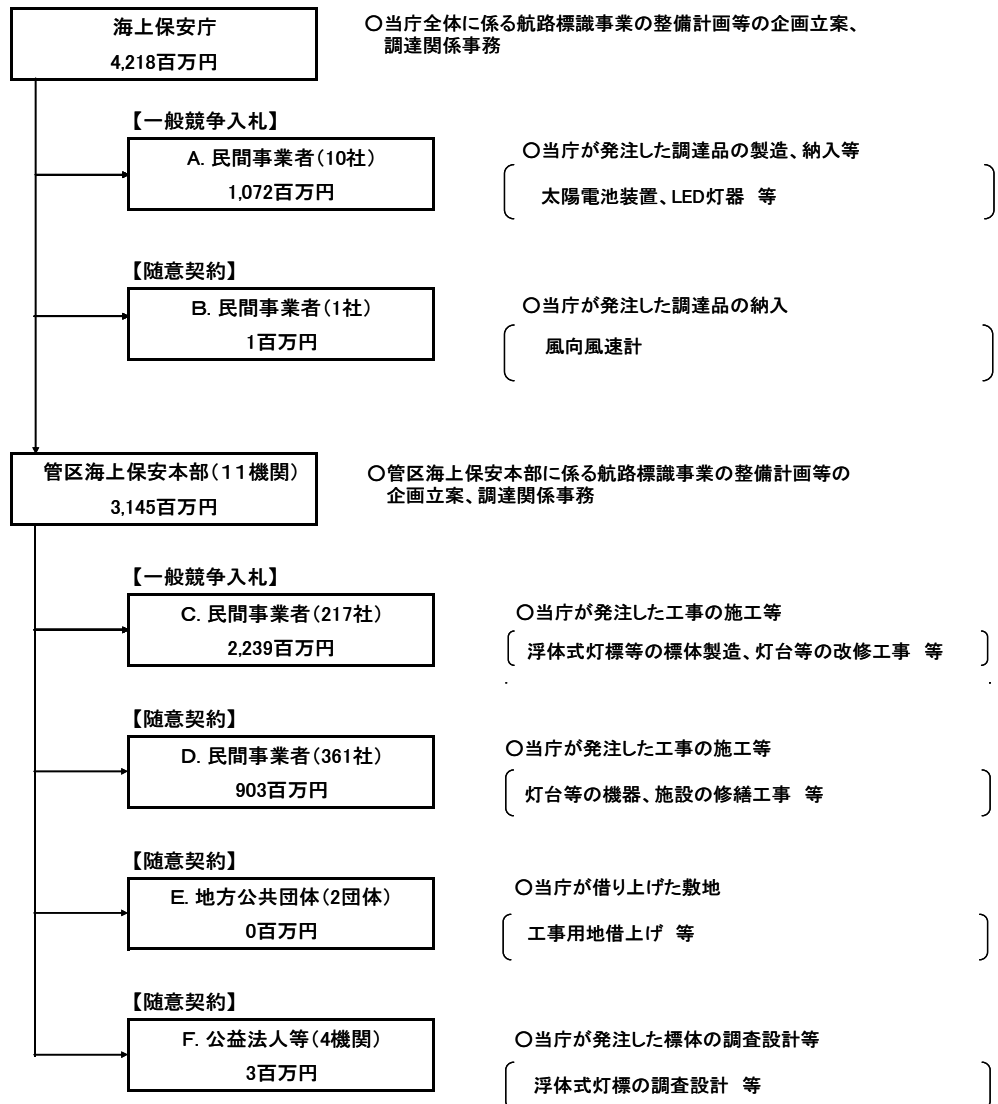 海上保安庁
4,218百万円
○当庁全体に係る航路標識事業の整備計画等の企画立案、
調達関係事務
【一般競争入札】
A. 民間事業者(10社)
1,072百万円
○当庁が発注した調達品の製造、納入等
太陽電池装置、LED灯器 等
【随意契約】
B. 民間事業者(1社)
1百万円
○当庁が発注した調達品の納入
風向風速計
管区海上保安本部(11機関)
3,145百万円
○管区海上保安本部に係る航路標識事業の整備計画等の
企画立案、調達関係事務
【一般競争入札】
C. 民間事業者(217社)
2,239百万円
○当庁が発注した工事の施工等
浮体式灯標等の標体製造、灯台等の改修工事 等
【随意契約】
D. 民間事業者(361社)
903百万円
○当庁が発注した工事の施工等
灯台等の機器、施設の修繕工事 等
【随意契約】
E. 地方公共団体(2団体)
0百万円
○当庁が借り上げた敷地
工事用地借上げ 等
【随意契約】
F. 公益法人等(4機関)
3百万円
○当庁が発注した標体の調査設計等
浮体式灯標の調査設計 等